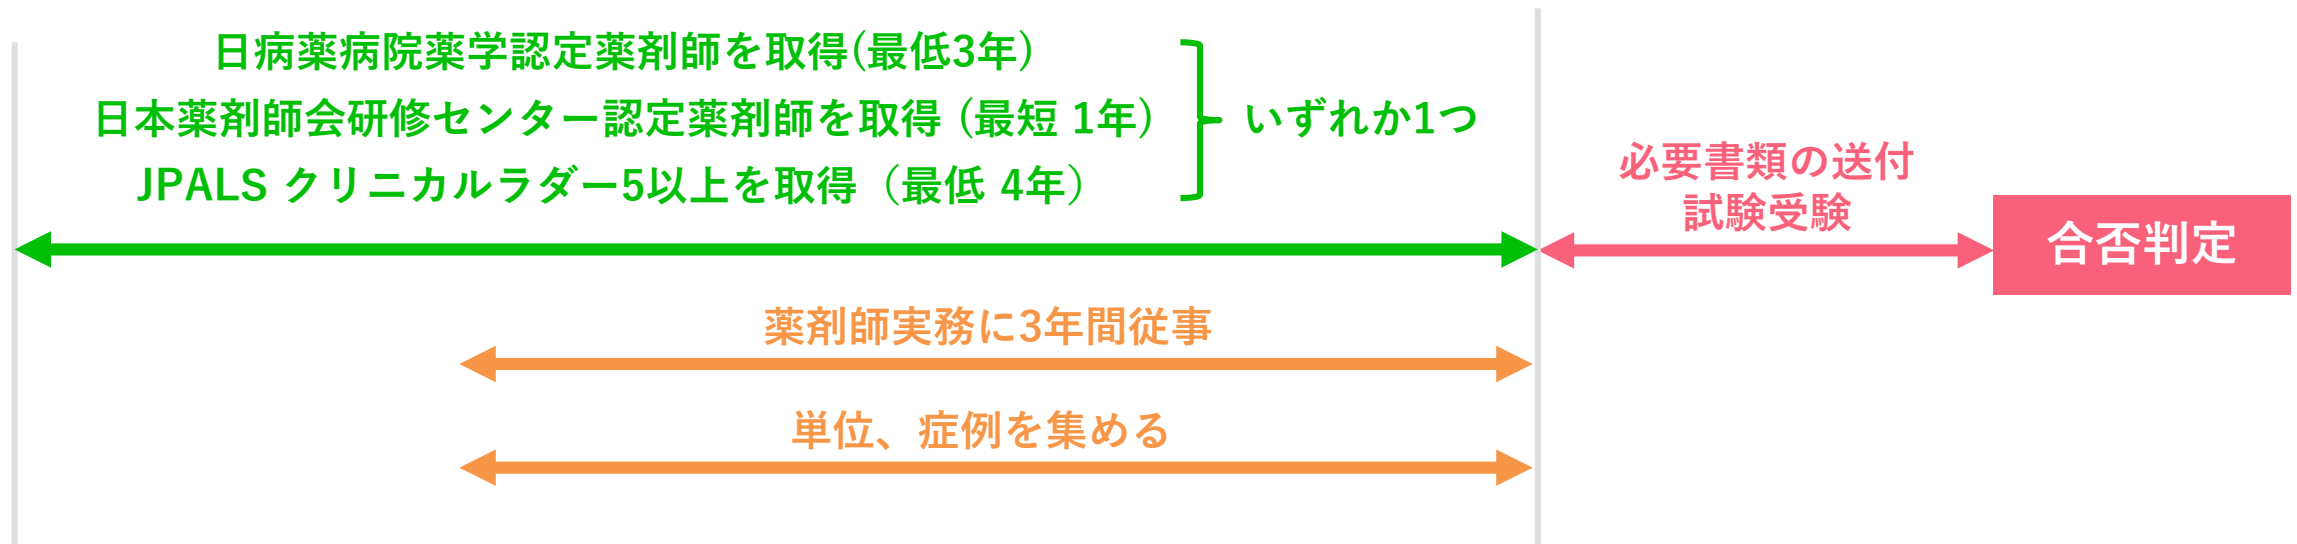 日病薬病院薬学認定薬剤師を取得(最低3年)
日本薬剤師会研修センター認定薬剤師を取得 (最短 1年)
JPALS クリニカルラダー5以上を取得（最低 4年）
いずれか1つ
必要書類の送付
試験受験
合否判定
薬剤師実務に3年間従事
単位、症例を集める